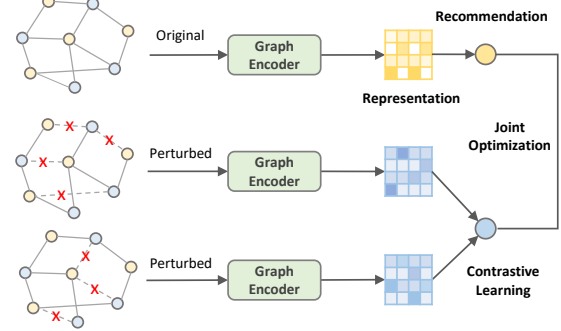 Recommendation
Original
Graph
Encoder
Representation
Joint
Optimization
X
X
X
X
Perturbed
Graph
Encoder
X
X
X
Perturbed
Graph
Encoder
Contrastive
Learning